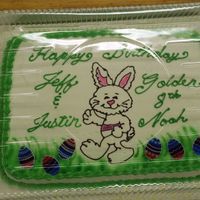 Happy Birthday
Jeff Golden
& 8th
Justin Noah